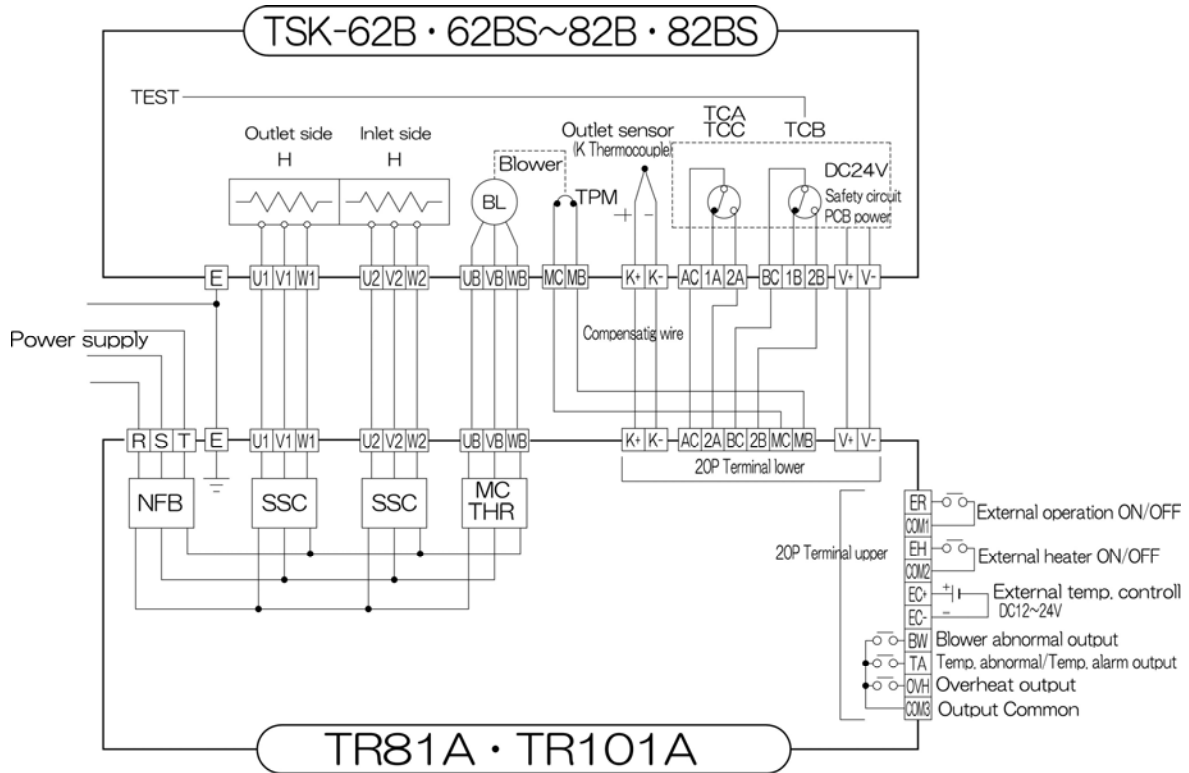 TSK-62B・62BS~82B・82BS
TEST
TCA
TCC
TCB
Outlet side
H
Inlet side
H
Outlet sensor
(K Thermocouple)
Blower
BL
TPM
+
-
DC24V
Safety circuit
PCB power
E
U1 V1 W1
U2 V2 W2
UB VB WB
MC MB
K+ K-
AC 1A 2A
BC 1B 2B
V+ V-
Power supply
Compensatig wire
R S T
E
U1 V1 W1
U2 V2 W2
UB VB WB
K+ K-
AC 2A BC 2B MC MB
V+ V-
20P Terminal lower
NFB
SSC
SSC
MC
THR
20P Terminal upper
ER
COM1
External operation ON/OFF
EH
COM2
External heater ON/OFF
EC+
EC-
+
-
External temp. controll
DC12~24V
BW Blower abnormal output
TA Temp. abnormal/Temp. alarm output
OVH Overheat output
COM3 Output Common
TR81A・TR101A